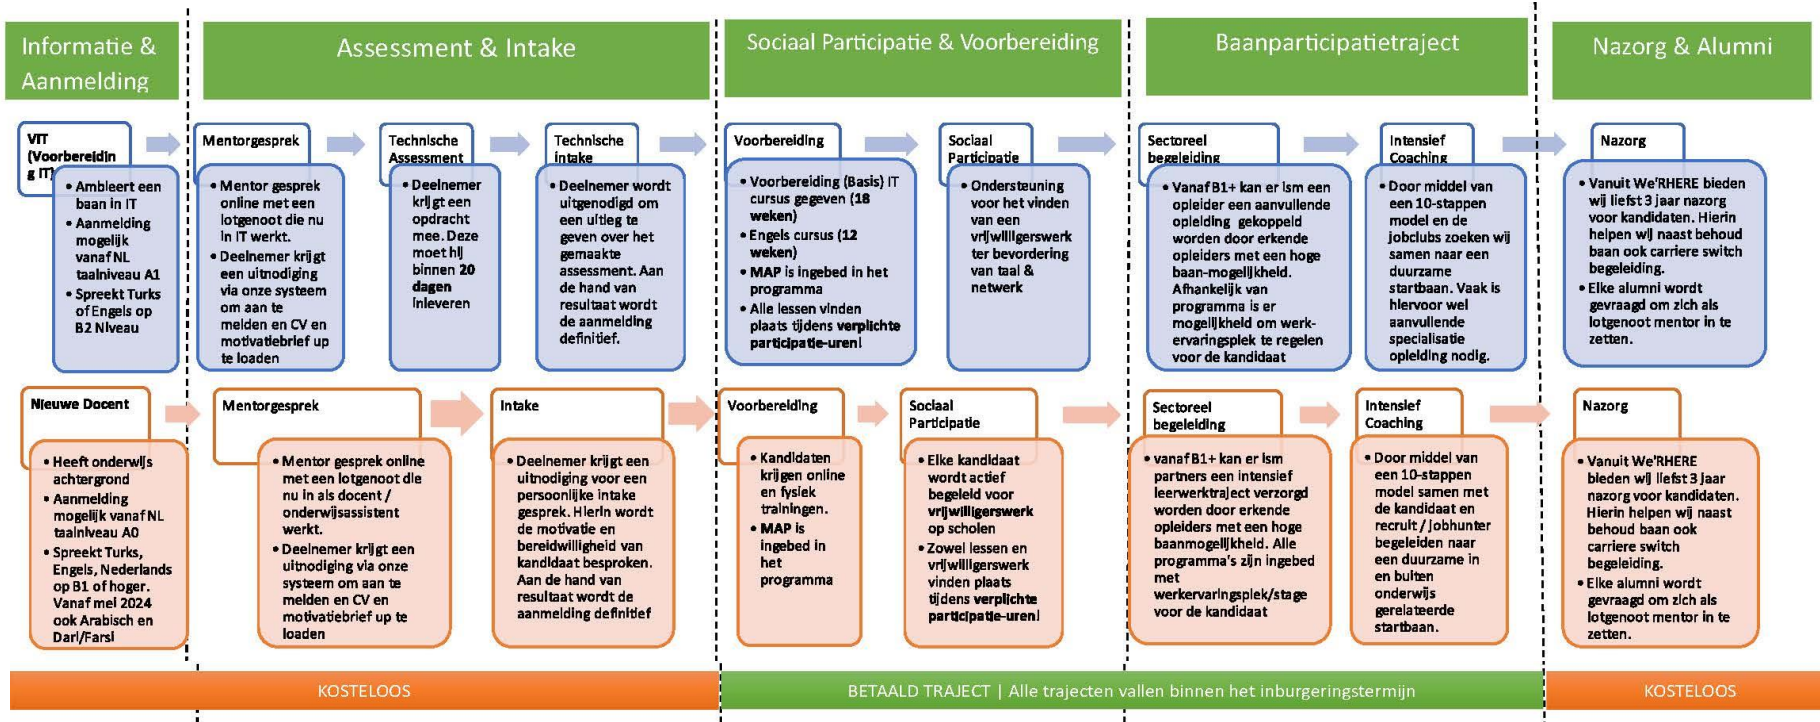 Informatie &
Aanmelding
Assessment & Intake
Sociaal Participatie & Voorbereiding
Baanparticipatietraject
Nazorg & Alumni
VIT
(Voorbereidin
g IT)
• Ambieert een
baan in IT
• Aanmelding
mogelijk
vanaf NL
taalniveau A1
• Spreekt Turks
of Engels op
B2 Niveau
Mentorgesprek
• Mentor gesprek
online met een
lotgenoot die nu
in IT werkt.
• Deelnemer krijgt
een uitnodiging
via onze systeem
om aan te
melden en CV en
motivatiebrief up
te loaden
Technische
Assessment
• Deelnemer
krijgt een
opdracht
mee. Deze
moet hij
binnen 20
dagen
inleveren
Technische
intake
• Deelnemer wordt
uitgenodigd om
een uitleg te
geven over het
gemaakte
assessment. Aan
de hand van
resultaat wordt
de aanmelding
definitief.
Voorbereiding
• Voorbereiding (Basis) IT
cursus gegeven (18
weken)
• Engels cursus (12
weken)
• MAP is ingebed in het
programma
• Alle lessen vinden
plaats tijdens verplichte
participatie-uren!
Sociaal
Participatie
• Ondersteuning
voor het vinden
van een
vrijwilligerswerk
ter bevordering
van taal &
netwerk
Sectoreel
begeleiding
• Vanaf B1+ kan er ism een
opleider een aanvullende
opleiding gekoppeld
worden door erkende
opleiders met een hoge
baan-mogelijkheid.
Afhankelijk van
programma is er
mogelijkheid om werk-
ervaringsplek te regelen
voor de kandidaat
Intensief
Coaching
• Door middel van
een 10-stappen
model en de
jobclubs zoeken wij
samen naar een
duurzame
startbaan. Vaak is
hiervoor wel
aanvullende
specialisatie
opleiding nodig.
Nazorg
• Vanuit We'RHERE bieden
wij liefst 3 jaar nazorg
voor kandidaten. Hierin
helpen wij naast behoud
baan ook carriere switch
begeleiding.
• Elke alumni wordt
gevraagd om zich als
lotgenoot mentor in te
zetten.
Nieuwe Docent
• Heeft onderwijs
achtergrond
• Aanmelding
mogelijk vanaf NL
taalniveau A0
• Spreekt Turks,
Engels, Nederlands
op B1 of hoger.
Vanaf mei 2024
ook Arabisch en
Dari/Farsi
Mentorgesprek
• Mentor gesprek online
met een lotgenoot die
nu in als docent /
onderwijsassistent
werkt.
• Deelnemer krijgt een
uitnodiging via onze
systeem om aan te
melden en CV en
motivatiebrief up te
loaden
Intake
• Deelnemer krijgt een
uitnodiging voor een
persoonlijke intake
gesprek. Hierin wordt
de motivatie en
bereidwilligheid van
kandidaat besproken.
Aan de hand van
resultaat wordt de
aanmelding definitief
Voorbereiding
• Kandidaten
krijgen online
en fysiek
trainingen.
• MAP is
ingebed in
het
programma
Sociaal
Participatie
• Elke kandidaat
wordt actief
begeleid voor
vrijwilligerswerk
op scholen
• Zowel lessen en
vrijwilligerswerk
vinden plaats
tijdens verplichte
participatie-uren!
Sectoreel
begeleiding
• vanaf B1+ kan er ism
partners een intensief
leerwerktraject verzorgd
worden door erkende
opleiders met een hoge
baanmogelijkheid. Alle
programma's zijn ingebed
met
werkervaringsplek/stage
voor de kandidaat
Intensief
Coaching
• Door middel van
een 10-stappen
model samen met
de kandidaat en
recruit / jobhunter
begeleiden naar
een duurzame in
en buiten
onderwijs
gerelateerde
startbaan.
Nazorg
• Vanuit We'RHERE
bieden wij liefst 3 jaar
nazorg voor kandidaten.
Hierin helpen wij naast
behoud baan ook
carriere switch
begeleiding.
• Elke alumni wordt
gevraagd om zich als
lotgenoot mentor in te
zetten.
KOSTELOOS
BETAALD TRAJECT | Alle trajecten vallen binnen het inburgeringstermijn
KOSTELOOS